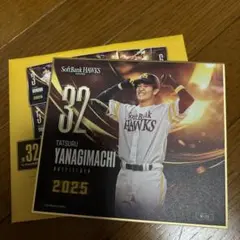 SoftBank HAWKS
32
TATSURU
YANAGIMACHI
OUTFIELDER
2025
SoftBank
HAWKS
32